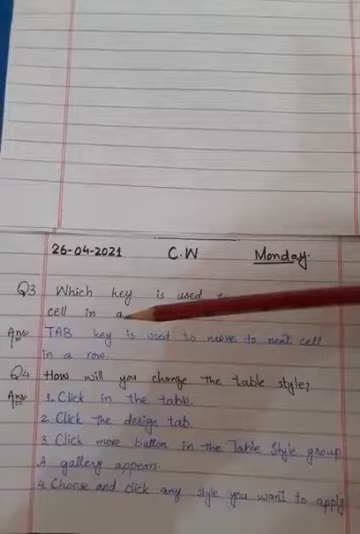 26-04-2021 C.W Monday.
Q3 Which key is used
cell in a
Ans TAB key is used to move to next cell
in a row.
Q4 How will you change the table style?
Ans 1. Click in the table.
2. Click the design tab.
3. Click more button in the Table Style group
A gallery appears
4. Choose and click any style you want to apply